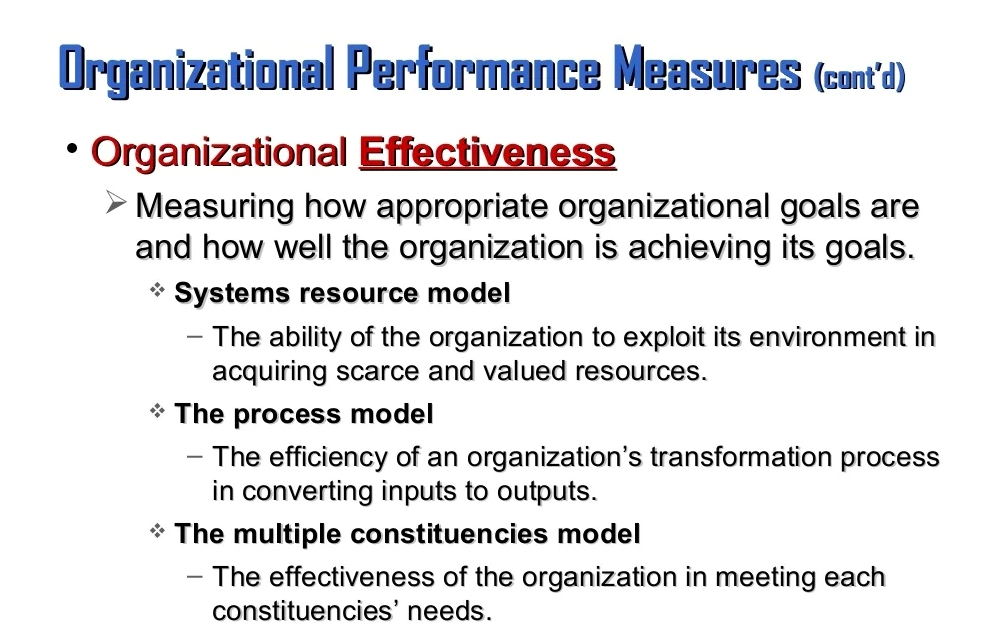 Organizational Performance Measures (cont'd)
• Organizational Effectiveness
➢ Measuring how appropriate organizational goals are
and how well the organization is achieving its goals.
❖ Systems resource model
– The ability of the organization to exploit its environment in
acquiring scarce and valued resources.
❖ The process model
– The efficiency of an organization’s transformation process
in converting inputs to outputs.
❖ The multiple constituencies model
– The effectiveness of the organization in meeting each
constituencies’ needs.